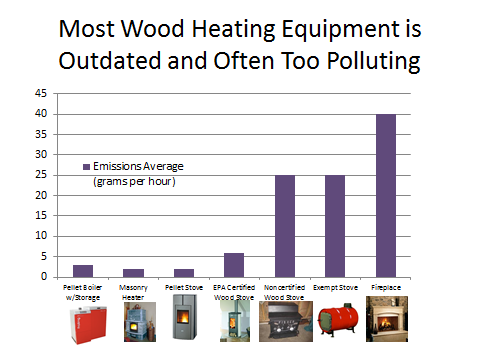 Most Wood Heating Equipment is
Outdated and Often Too Polluting
45
40
35
30
25
20
15
10
5
0
Emissions Average
(grams per hour)
Pellet Boiler
w/Storage
Masonry
Heater
Pellet Stove
EPA Certified
Wood Stove
Noncertified
Wood Stove
Exempt Stove
Fireplace